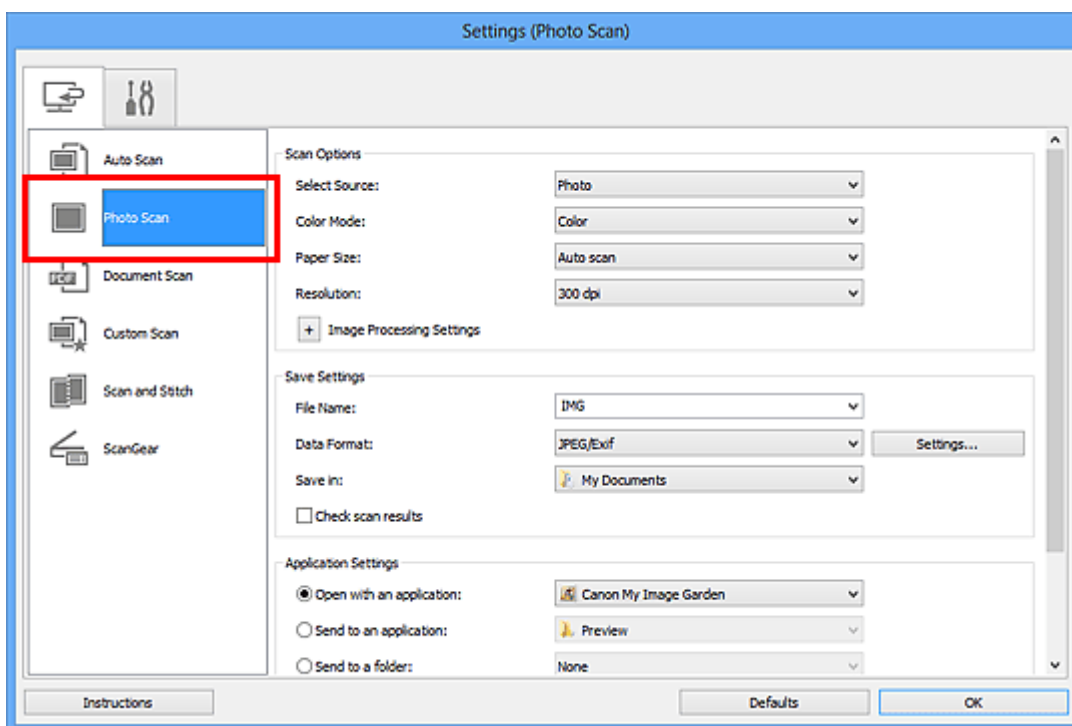 Settings (Photo Scan)
Auto Scan
Photo Scan
Document Scan
Custom Scan
Scan and Stitch
ScanGear
Scan Options
Select Source: Photo
Color Mode: Color
Paper Size: Auto scan
Resolution: 300 dpi
+ Image Processing Settings
Save Settings
File Name: IMG
Data Format: JPEG/Exif Settings...
Save in: My Documents
Check scan results
Application Settings
Open with an application: Canon My Image Garden
Send to an application: Preview
Send to a folder: None
Instructions Defaults OK